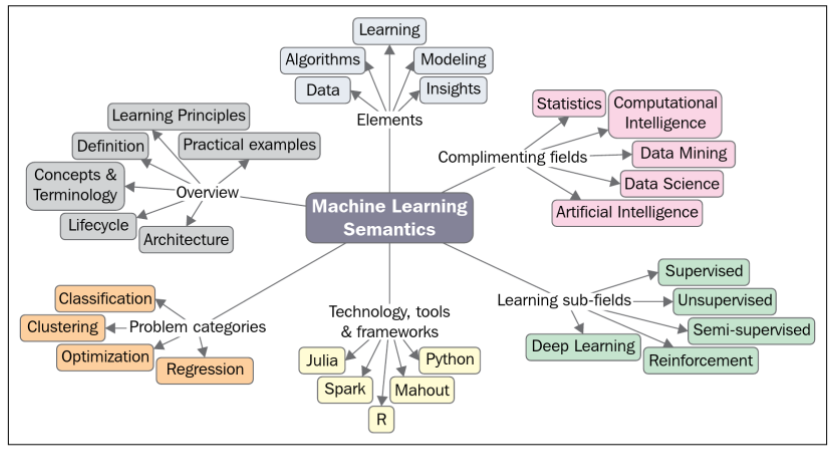 Learning
Algorithms
Modeling
Data
Insights
Elements
Learning Principles
Definition
Practical examples
Concepts &
Terminology
Overview
Lifecycle
Architecture
Statistics
Computational
Intelligence
Complimenting fields
Data Mining
Data Science
Artificial Intelligence
Machine Learning
Semantics
Classification
Clustering
Problem categories
Optimization
Regression
Technology, tools
& frameworks
Julia
Python
Spark
Mahout
R
Learning sub-fields
Supervised
Unsupervised
Semi-supervised
Deep Learning
Reinforcement